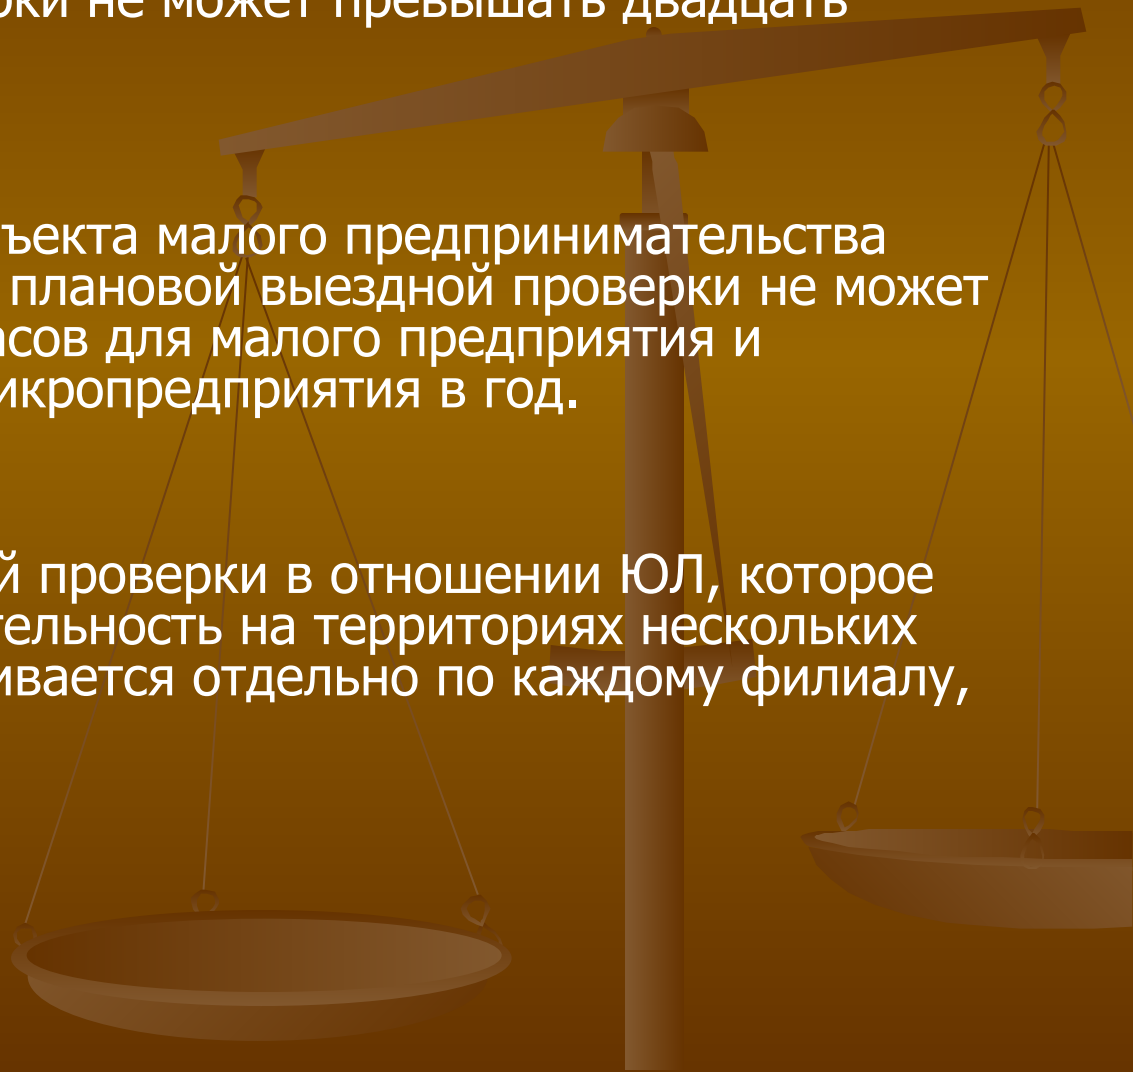 рки не может превышать двадцать
ъекта малого предпринимательства
плановой выездной проверки не может
асов для малого предприятия и
икропредприятия в год.
й проверки в отношении ЮЛ, которое
тельность на территориях нескольких
ивается отдельно по каждому филиалу,